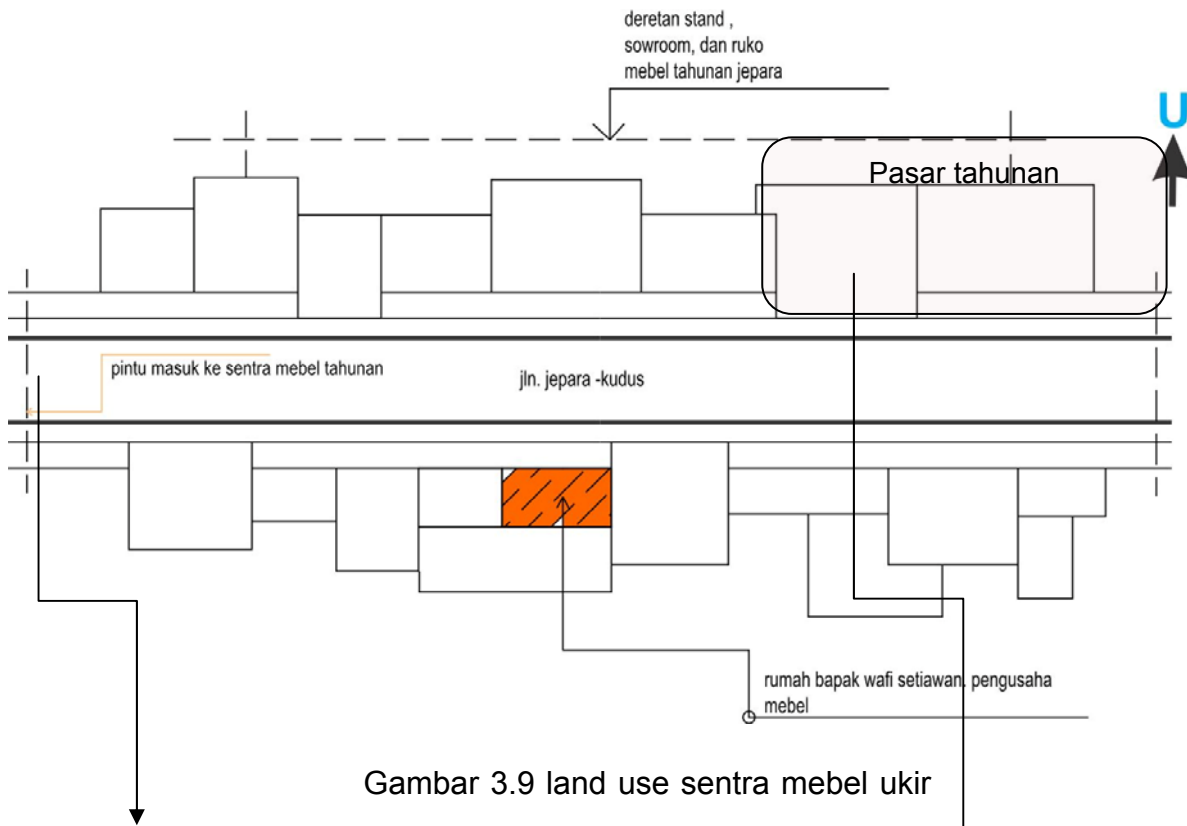 deretan stand ,
sowroom, dan ruko
mebel tahunan jepara
U
Pasar tahunan
pintu masuk ke sentra mebel tahunan
jln. jepara -kudus
rumah bapak wafi setiawan, pengusaha
mebel
Gambar 3.9 land use sentra mebel ukir